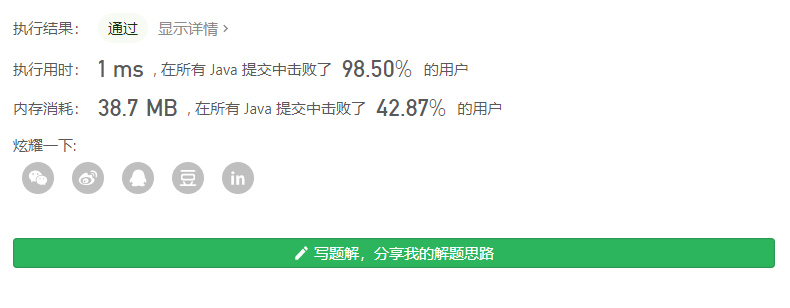 执行结果： 通过 显示详情 ›
执行用时： 1 ms , 在所有 Java 提交中击败了 98.50% 的用户
内存消耗： 38.7 MB , 在所有 Java 提交中击败了 42.87% 的用户
炫耀一下:
豆 in
写题解，分享我的解题思路